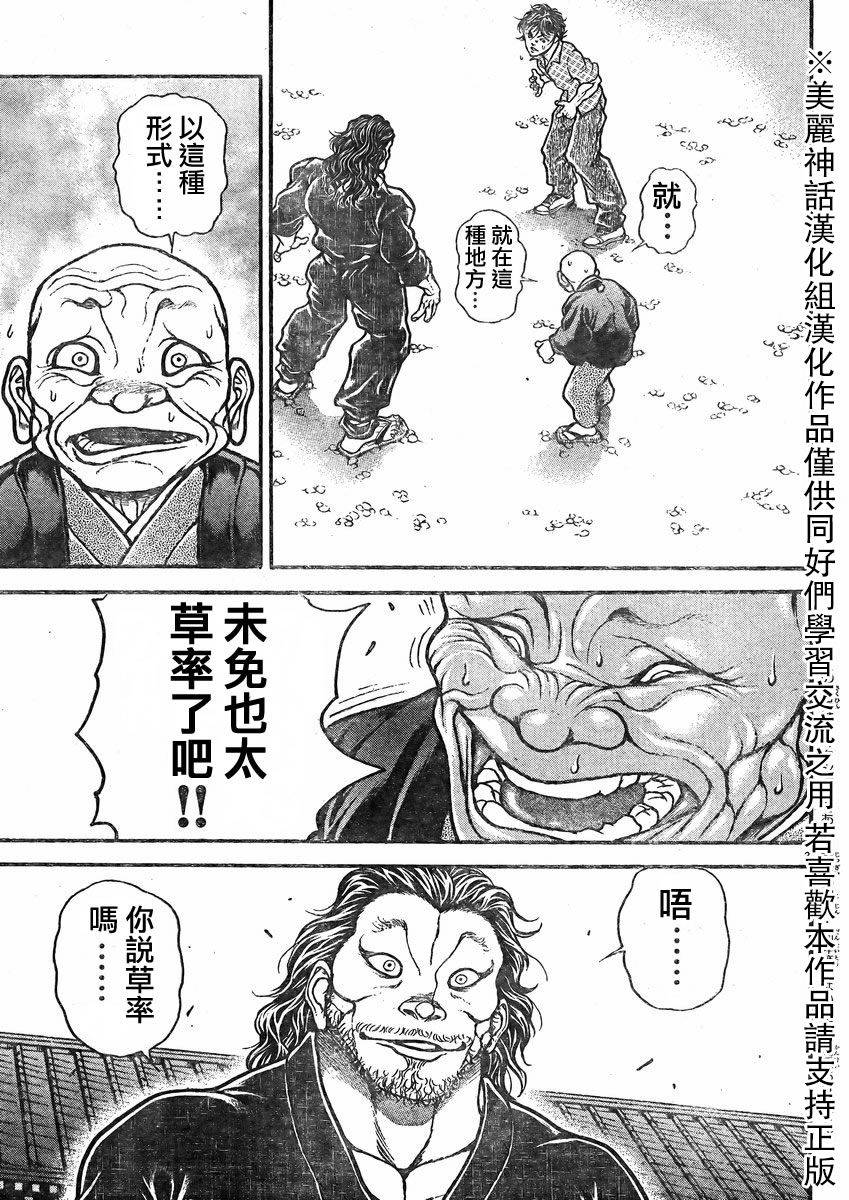 就…
就在這
種地方…
以這種
形式……
未免也太
草率了吧!!
唔……
你説草率
嗎……
※美麗神話漢化組漢化作品僅供同好們學習交流之用若喜歡本作品請支持正版